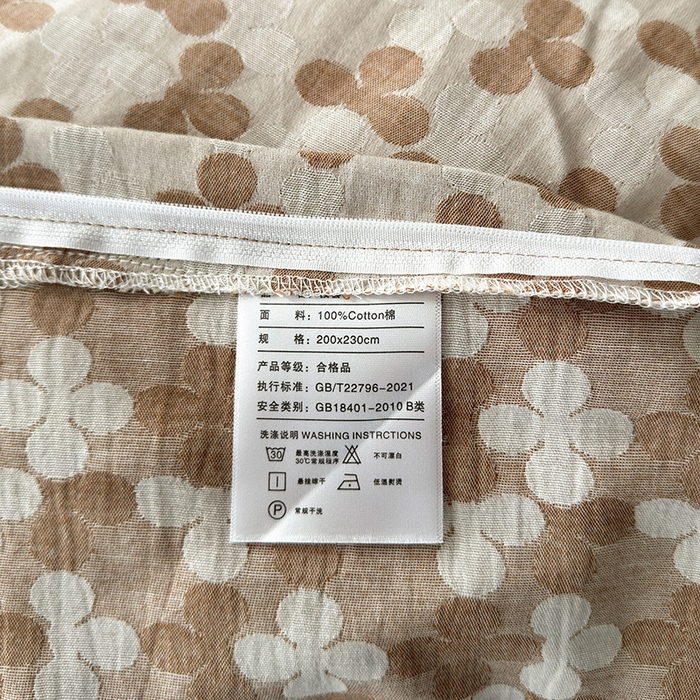 面 料：100%Cotton棉
规 格：200x230cm
产品等级：合格品
执行标准：GB/T22796-2021
安全类别：GB18401-2010 B类
洗涤说明 WASHING INSTRCTIONS
30 最高洗涤温度
30℃常规程序
不可漂白
悬挂晾干
低温熨烫
P 常规干洗